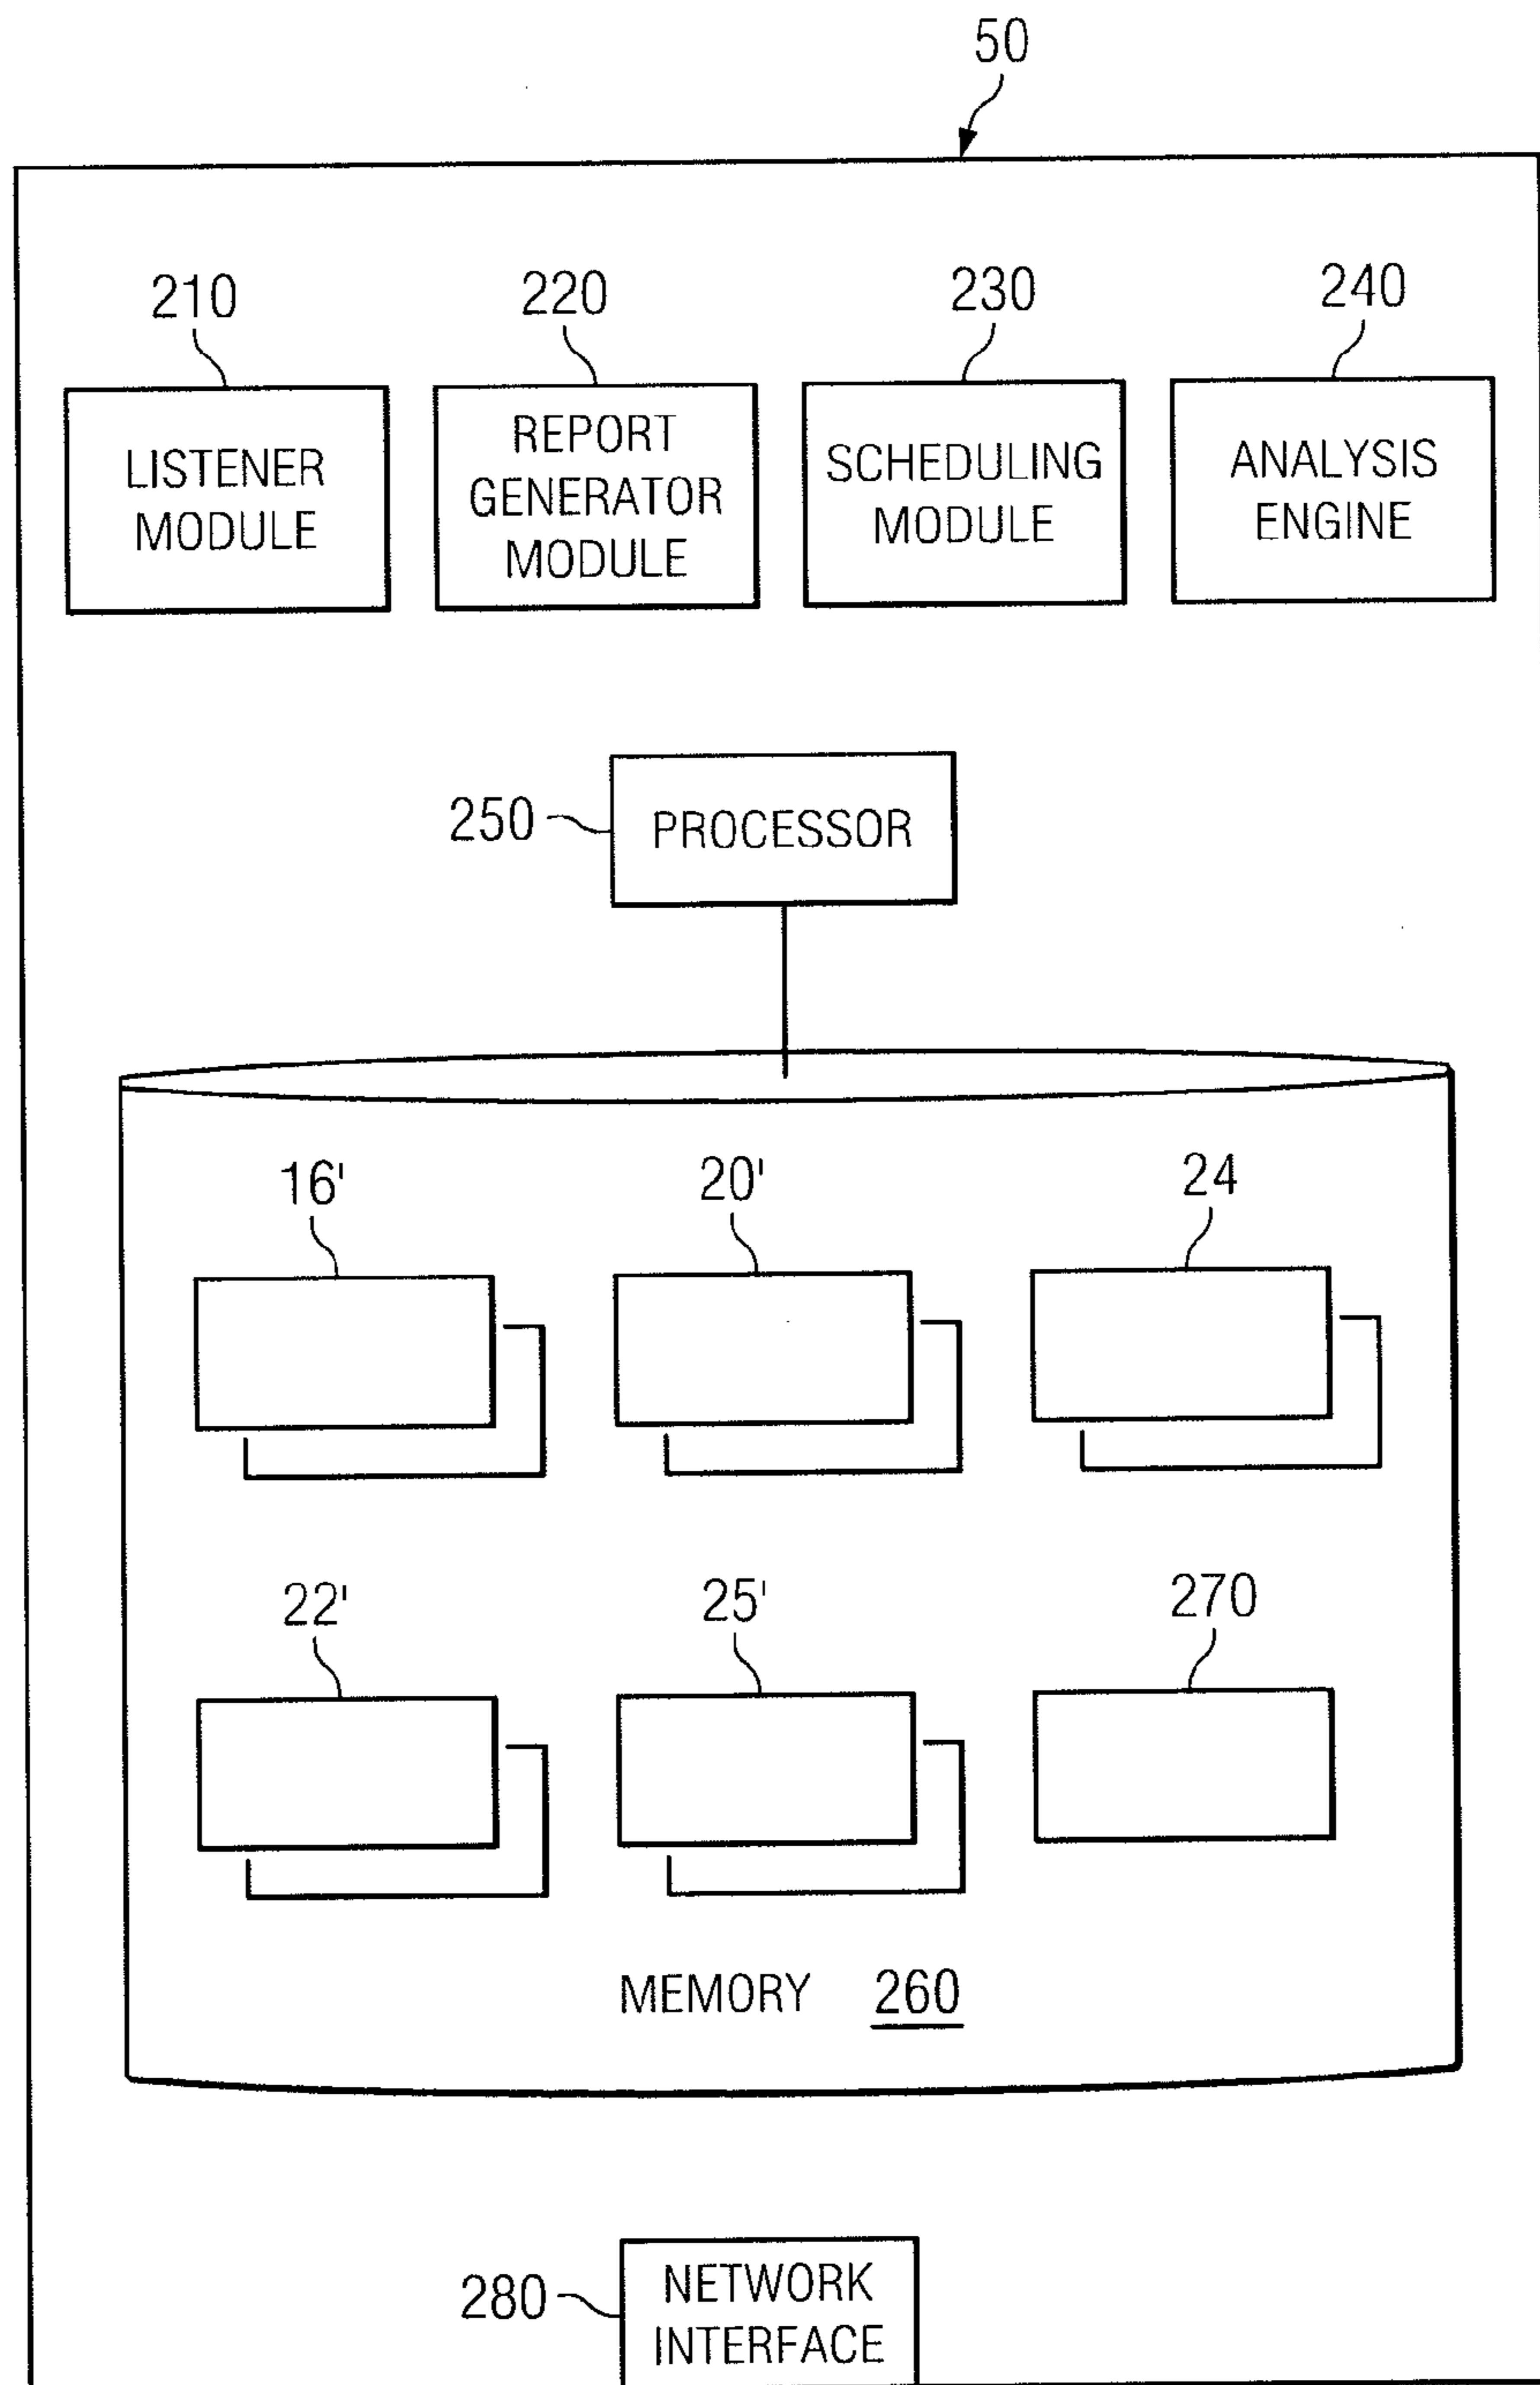 50
210
220
230
240
LISTENER
MODULE
REPORT
GENERATOR
MODULE
SCHEDULING
MODULE
ANALYSIS
ENGINE
250
PROCESSOR
16'
20'
24
22'
25'
270
MEMORY 260
280
NETWORK
INTERFACE